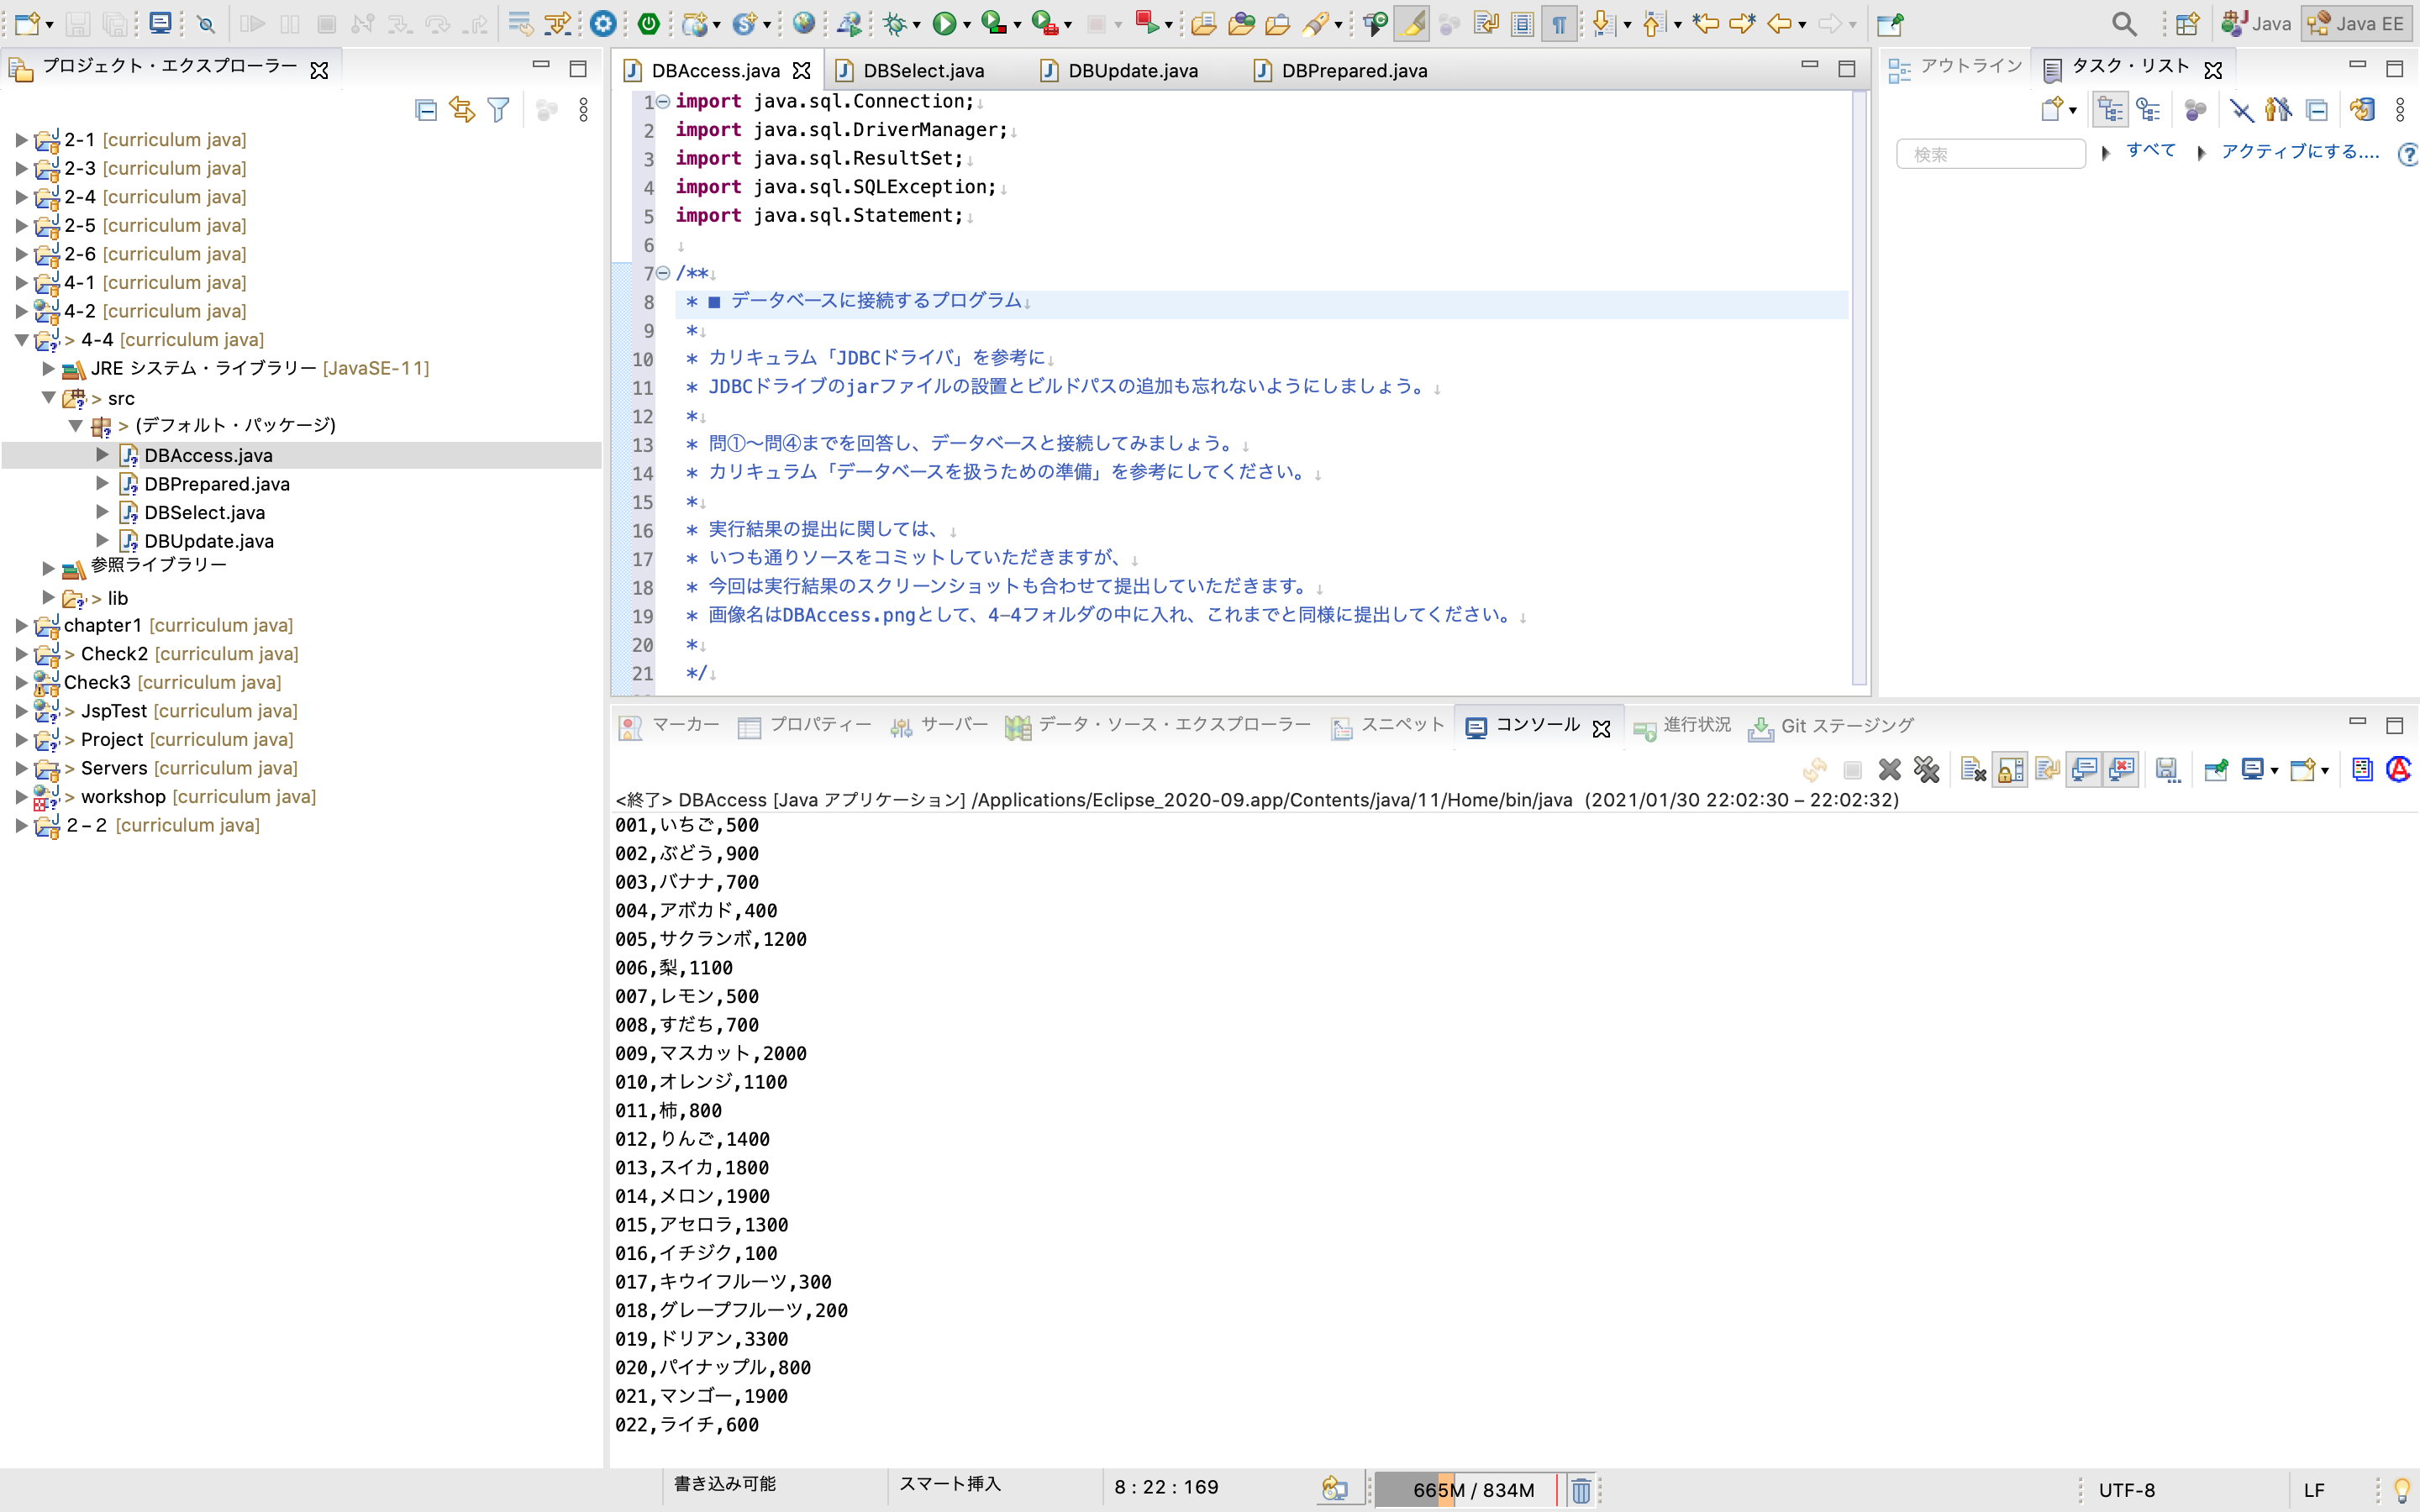 Java
Java EE
プロジェクト・エクスプローラー
2-1 [curriculum java]
2-3 [curriculum java]
2-4 [curriculum java]
2-5 [curriculum java]
2-6 [curriculum java]
4-1 [curriculum java]
4-2 [curriculum java]
> 4-4 [curriculum java]
JRE システム・ライブラリー [JavaSE-11]
> src
> (デフォルト・パッケージ)
DBAccess.java
DBPrepared.java
DBSelect.java
DBUpdate.java
参照ライブラリー
> lib
chapter1 [curriculum java]
> Check2 [curriculum java]
Check3 [curriculum java]
> JspTest [curriculum java]
> Project [curriculum java]
> Servers [curriculum java]
> workshop [curriculum java]
2−2 [curriculum java]
DBAccess.java DBSelect.java DBUpdate.java DBPrepared.java
1 import java.sql.Connection;↓
2 import java.sql.DriverManager;↓
3 import java.sql.ResultSet;↓
4 import java.sql.SQLException;↓
5 import java.sql.Statement;↓
6 ↓
7 /**↓
8 * ■ データベースに接続するプログラム↓
9 *↓
10 * カリキュラム「JDBCドライバ」を参考に↓
11 * JDBCドライブのjarファイルの設置とビルドパスの追加も忘れないようにしましょう。↓
12 *↓
13 * 問①〜問④までを回答し、データベースと接続してみましょう。↓
14 * カリキュラム「データベースを扱うための準備」を参考にしてください。↓
15 *↓
16 * 実行結果の提出に関しては、↓
17 * いつも通りソースをコミットしていただきますが、↓
18 * 今回は実行結果のスクリーンショットも合わせて提出していただきます。↓
19 * 画像名はDBAccess.pngとして、4−4フォルダの中に入れ、これまでと同様に提出してください。↓
20 *↓
21 */↓
アウトライン タスク・リスト
検索 すべて アクティブにする....
マーカー プロパティー サーバー データ・ソース・エクスプローラー スニペット コンソール 進行状況 Git ステージング
<終了> DBAccess [Java アプリケーション] /Applications/Eclipse_2020-09.app/Contents/java/11/Home/bin/java (2021/01/30 22:02:30 – 22:02:32)
001,いちご,500
002,ぶどう,900
003,バナナ,700
004,アボカド,400
005,サクランボ,1200
006,梨,1100
007,レモン,500
008,すだち,700
009,マスカット,2000
010,オレンジ,1100
011,柿,800
012,りんご,1400
013,スイカ,1800
014,メロン,1900
015,アセロラ,1300
016,イチジク,100
017,キウイフルーツ,300
018,グレープフルーツ,200
019,ドリアン,3300
020,パイナップル,800
021,マンゴー,1900
022,ライチ,600
書き込み可能 スマート挿入 8 : 22 : 169 665M / 834M UTF-8 LF